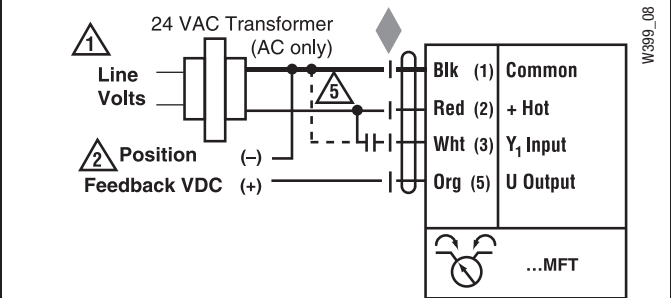 24 VAC Transformer
(AC only)
1
Line
Volts
5
2 Position (–)
Feedback VDC (+)
Blk (1) Common
Red (2) + Hot
Wht (3) Y₁ Input
Org (5) U Output
...MFT
W399_08